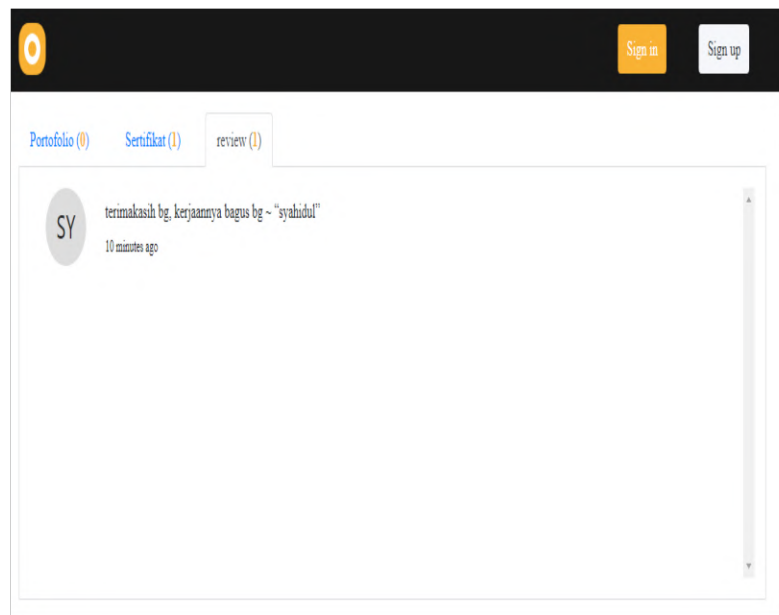 Sign in
Sign up
Portofolio (0)
Sertifikat (1)
review (1)
SY
terimakasih bg, kerjaannya bagus bg ~ “syahidul”
10 minutes ago